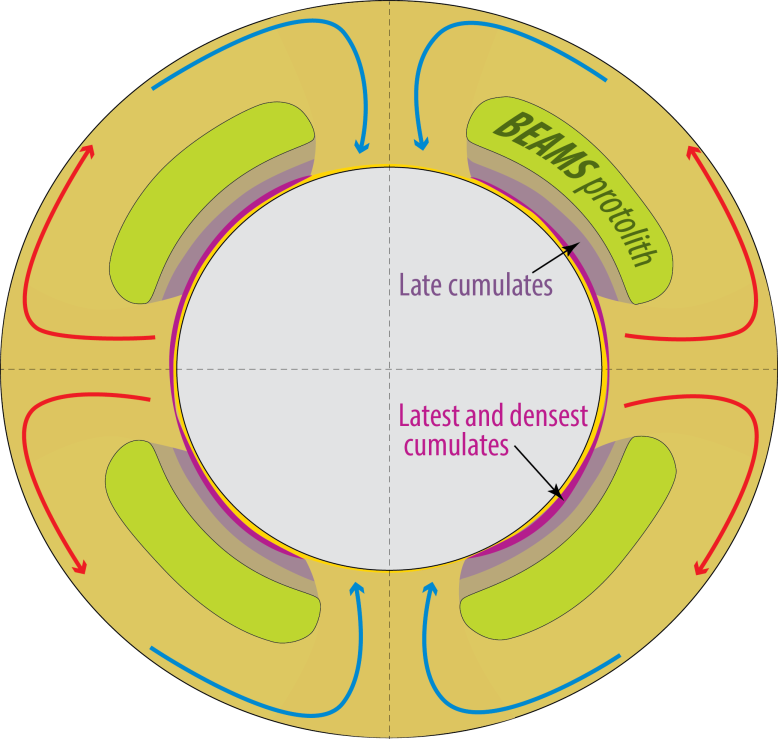 BEAMS protolith
Late cumulates
Latest and densest
cumulates